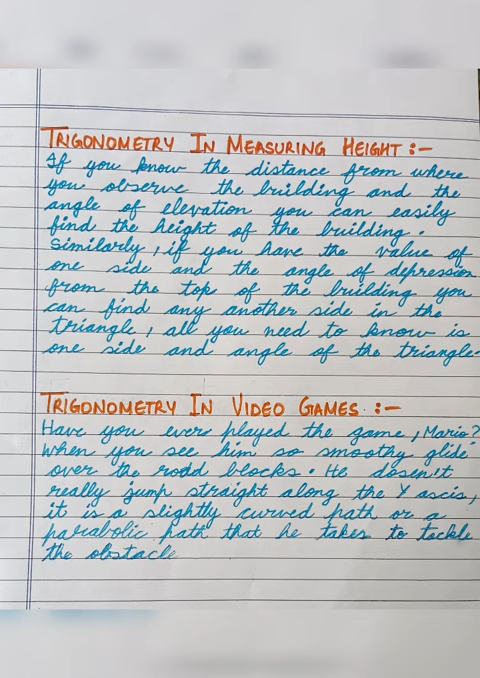 TRIGONOMETRY IN MEASURING HEIGHT :-
If you know the distance from where
you observe the building and the
angle of elevation you can easily
find the height of the building.
Similarly, if you have the value of
one side and the angle of depression
from the top of the building you
can find any another side in the
triangle, all you need to know is
one side and angle of the triangle.
TRIGONOMETRY IN VIDEO GAMES. :-
Have you ever played the game, Mario?
When you see him so smoothy glide
over the rodd blocks. He dosen't
really jump straight along the Y ascis,
it is a slightly curved path or a
parabolic path that he takes to teckle
the obstacle